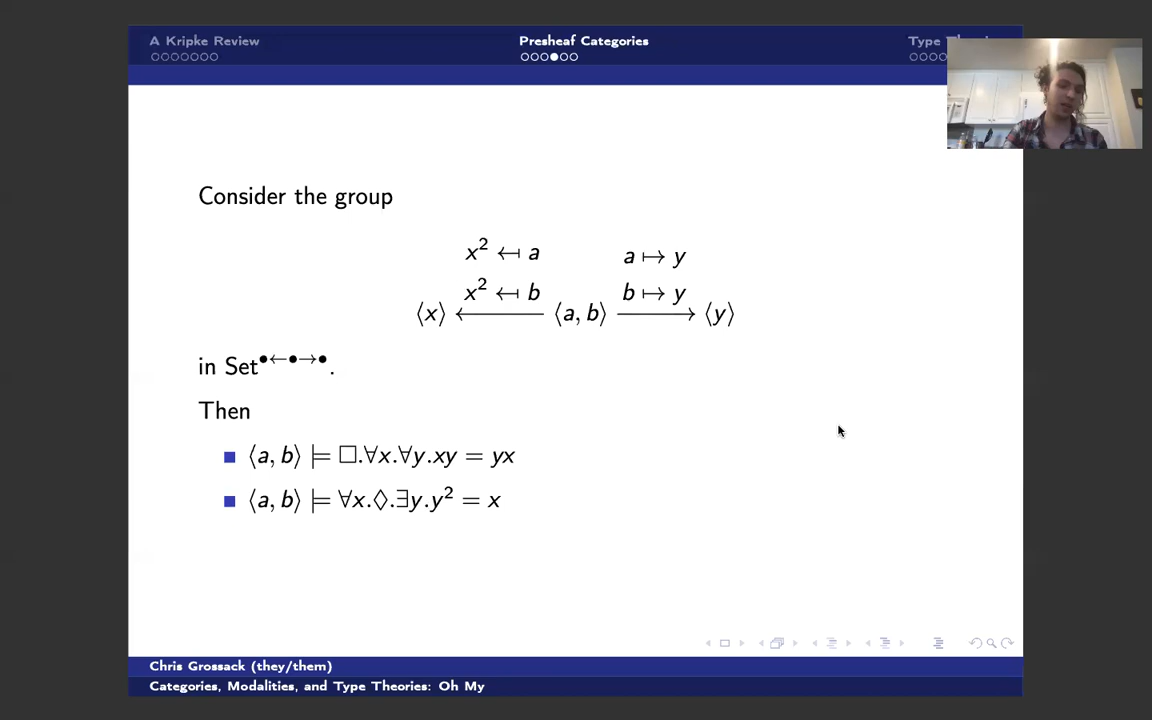 A Kripke Review
Presheaf Categories
Type
Consider the group
x² ↤ a a ↦ y
x² ↤ b b ↦ y
⟨x⟩ ⟵ ⟨a, b⟩ ⟶ ⟨y⟩
in Set^{•←•→•}.
Then
⟨a, b⟩ ⊨ □.∀x.∀y.xy = yx
⟨a, b⟩ ⊨ ∀x.◇.∃y.y² = x
Chris Grossack (they/them)
Categories, Modalities, and Type Theories: Oh My